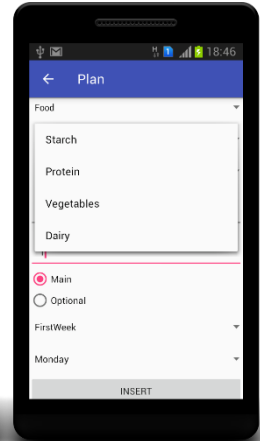 18:46
Plan
Food
Starch
Protein
Vegetables
Dairy
Main
Optional
FirstWeek
Monday
INSERT